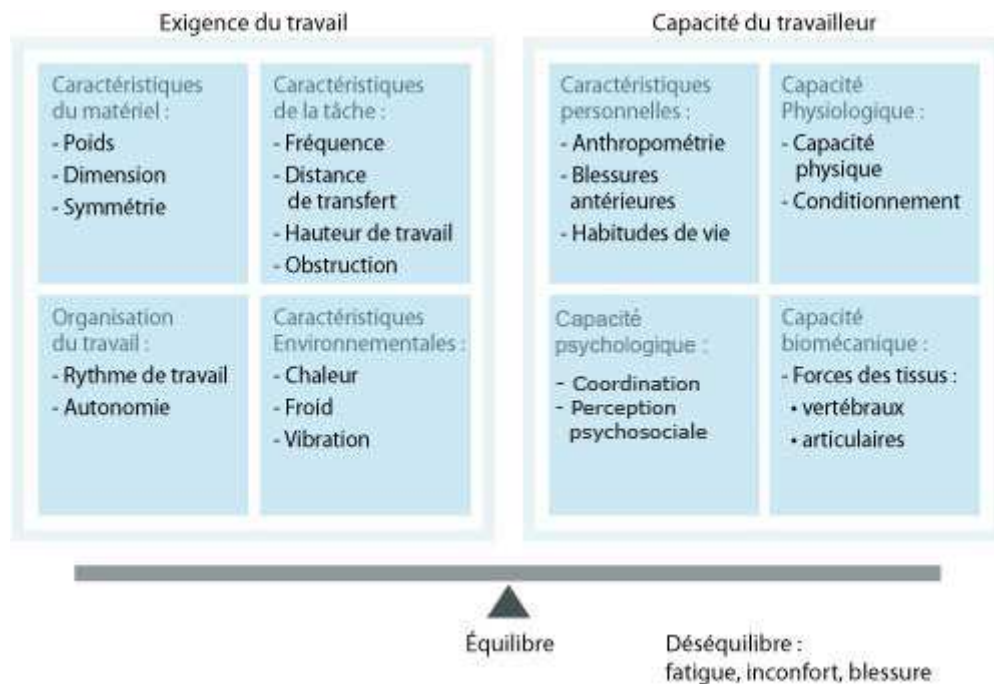 Exigence du travail
Caractéristiques
du matériel :
- Poids
- Dimension
- Symmétrie
Caractéristiques
de la tâche :
- Fréquence
- Distance
de transfert
- Hauteur de travail
- Obstruction
Organisation
du travail :
- Rythme de travail
- Autonomie
Caractéristiques
Environnementales :
- Chaleur
- Froid
- Vibration
Capacité du travailleur
Caractéristiques
personnelles :
- Anthropométrie
- Blessures
antérieures
- Habitudes de vie
Capacité
Physiologique :
- Capacité
physique
- Conditionnement
Capacité
psychologique :
- Coordination
- Perception
psychosociale
Capacité
biomécanique :
- Forces des tissus :
• vertébraux
• articulaires
Équilibre
Déséquilibre :
fatigue, inconfort, blessure